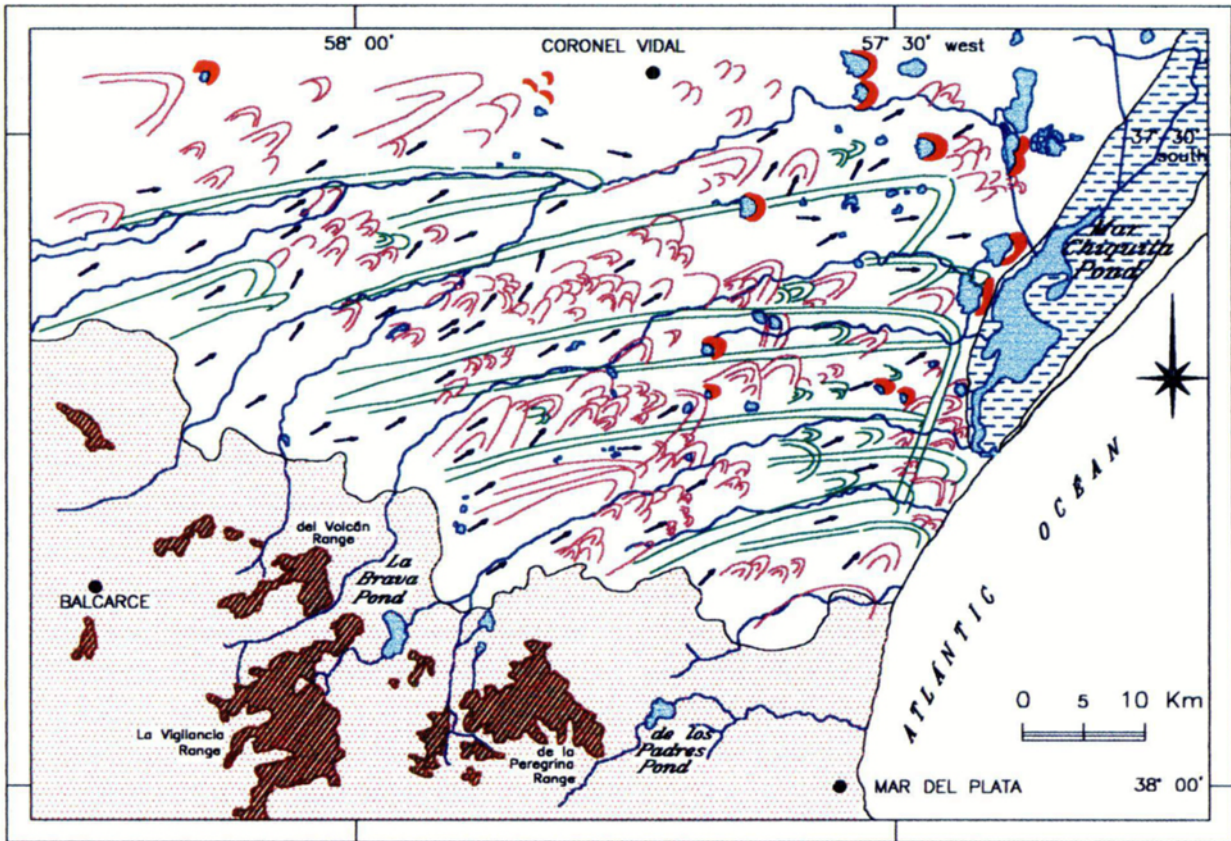 58° 00'
CORONEL VIDAL
57° 30' west
37° 30'
south
Mar
Chiquita
Pond
del Volcán
Range
La
Brava
Pond
BALCARCE
ATLÁNTIC OCEAN
0 5 10 Km
La Vigilancia
Range
de la
Peregrina
Range
de los
Padres
Pond
MAR DEL PLATA
38° 00'